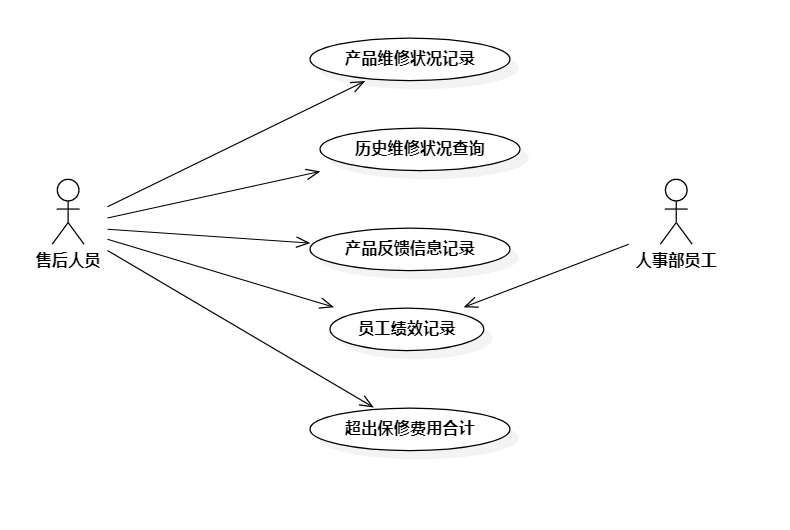 产品维修状况记录
历史维修状况查询
产品反馈信息记录
售后人员
人事部员工
员工绩效记录
超出保修费用合计